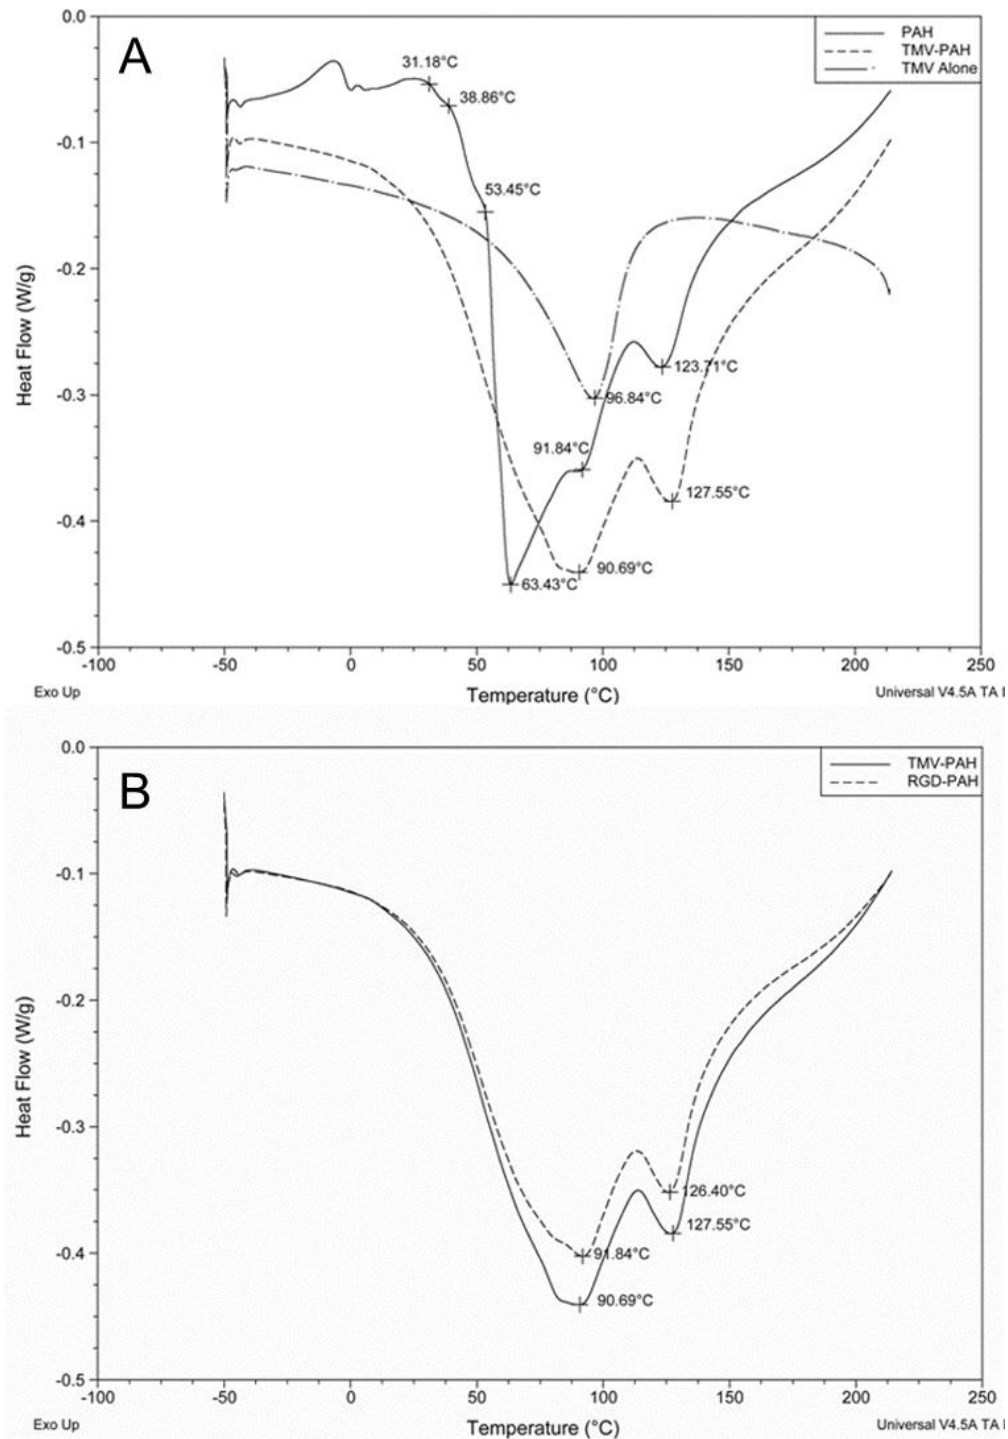 A
PAH
TMV-PAH
TMV Alone
0.0
-0.1
-0.2
-0.3
-0.4
-0.5
Heat Flow (W/g)
31.18°C
38.86°C
53.45°C
123.71°C
96.84°C
91.84°C
127.55°C
90.69°C
63.43°C
-100
-50
0
50
100
150
200
250
Exo Up
Temperature (°C)
Universal V4.5A TA
B
TMV-PAH
RGD-PAH
0.0
-0.1
-0.2
-0.3
-0.4
-0.5
Heat Flow (W/g)
126.40°C
127.55°C
91.84°C
90.69°C
-100
-50
0
50
100
150
200
250
Exo Up
Temperature (°C)
Universal V4.5A TA